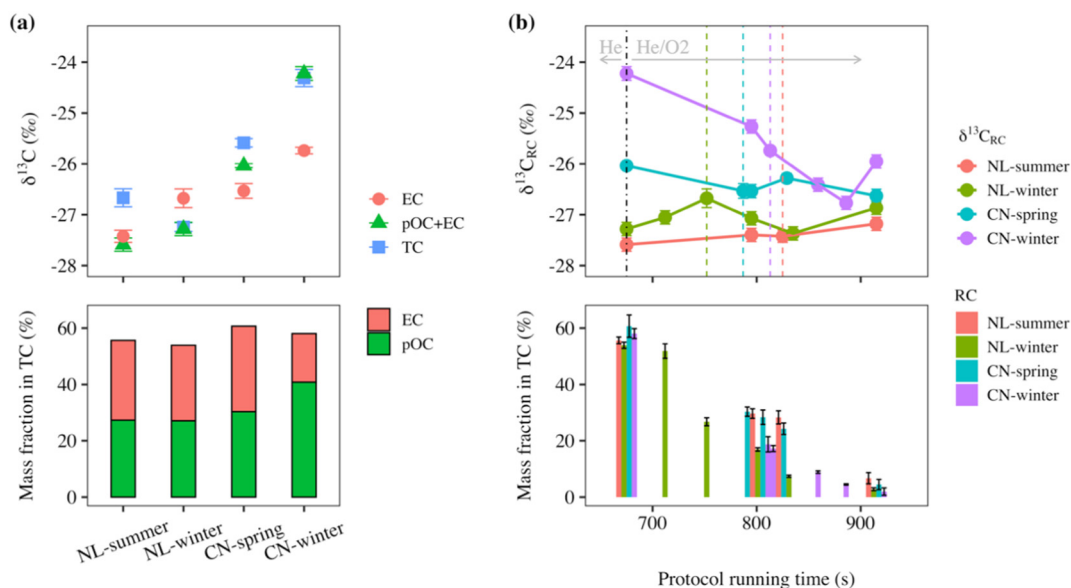 (a)
-24
-25
-26
-27
-28
δ¹³C (‰)
EC
pOC+EC
TC
60
40
20
0
Mass fraction in TC (%)
EC
pOC
NL-summer
NL-winter
CN-spring
CN-winter
(b)
He He/O2
-24
-25
-26
-27
-28
δ¹³C_RC (‰)
δ¹³C_RC
NL-summer
NL-winter
CN-spring
CN-winter
60
40
20
0
Mass fraction in TC (%)
RC
NL-summer
NL-winter
CN-spring
CN-winter
700 800 900
Protocol running time (s)